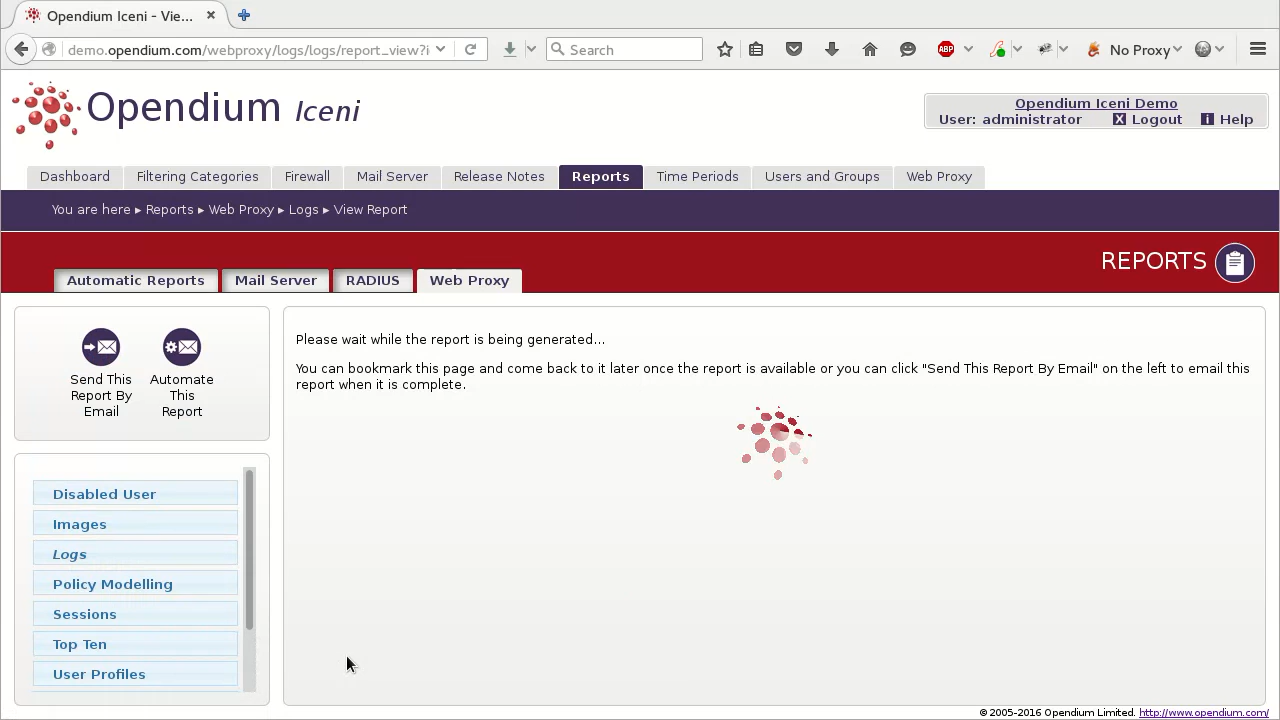 Opendium Iceni - Vie...
demo.opendium.com/webproxy/logs/logs/report_view?i
Search
ABP
No Proxy
Opendium Iceni
Opendium Iceni Demo
User: administrator X Logout i Help
Dashboard Filtering Categories Firewall Mail Server Release Notes Reports Time Periods Users and Groups Web Proxy
You are here ▸ Reports ▸ Web Proxy ▸ Logs ▸ View Report
REPORTS
Automatic Reports Mail Server RADIUS Web Proxy
Send This
Report By
Email
Automate
This
Report
Please wait while the report is being generated...
You can bookmark this page and come back to it later once the report is available or you can click "Send This Report By Email" on the left to email this
report when it is complete.
Disabled User
Images
Logs
Policy Modelling
Sessions
Top Ten
User Profiles
© 2005-2016 Opendium Limited. http://www.opendium.com/